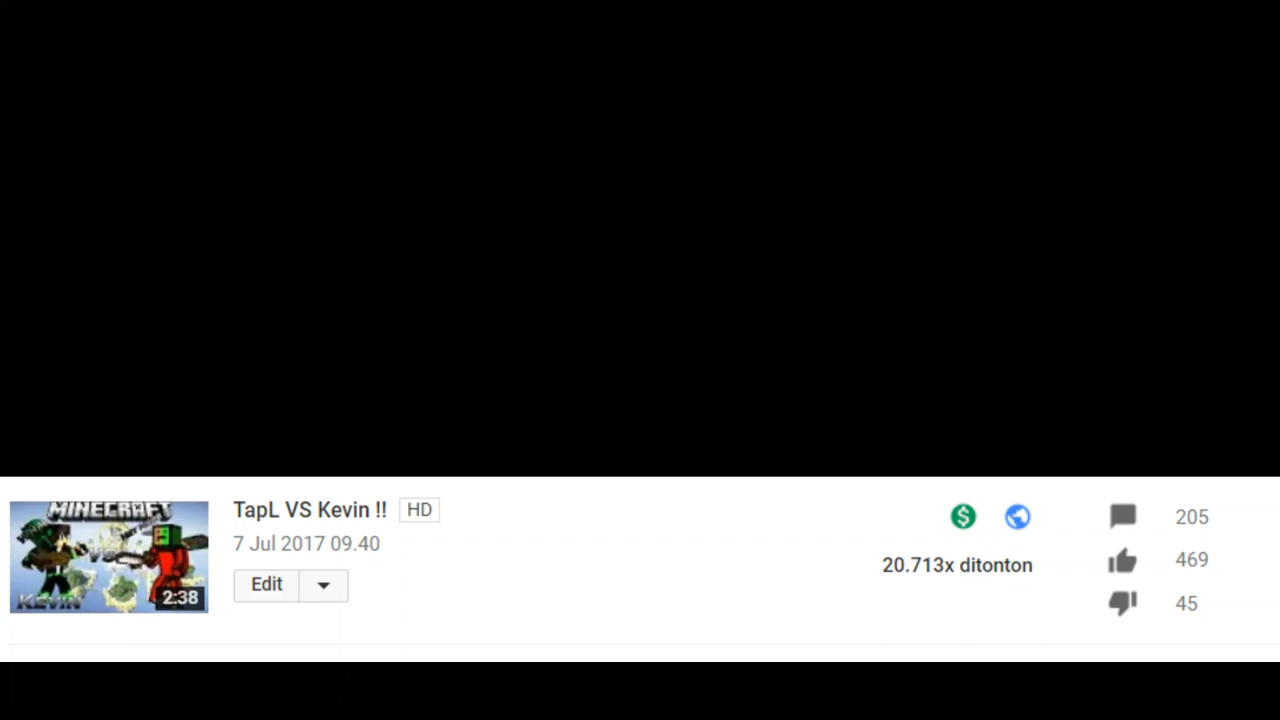 MINECRAFT
VS
KEVIN
2:38
TapL VS Kevin !! HD
7 Jul 2017 09.40
Edit
20.713x ditonton
205
469
45